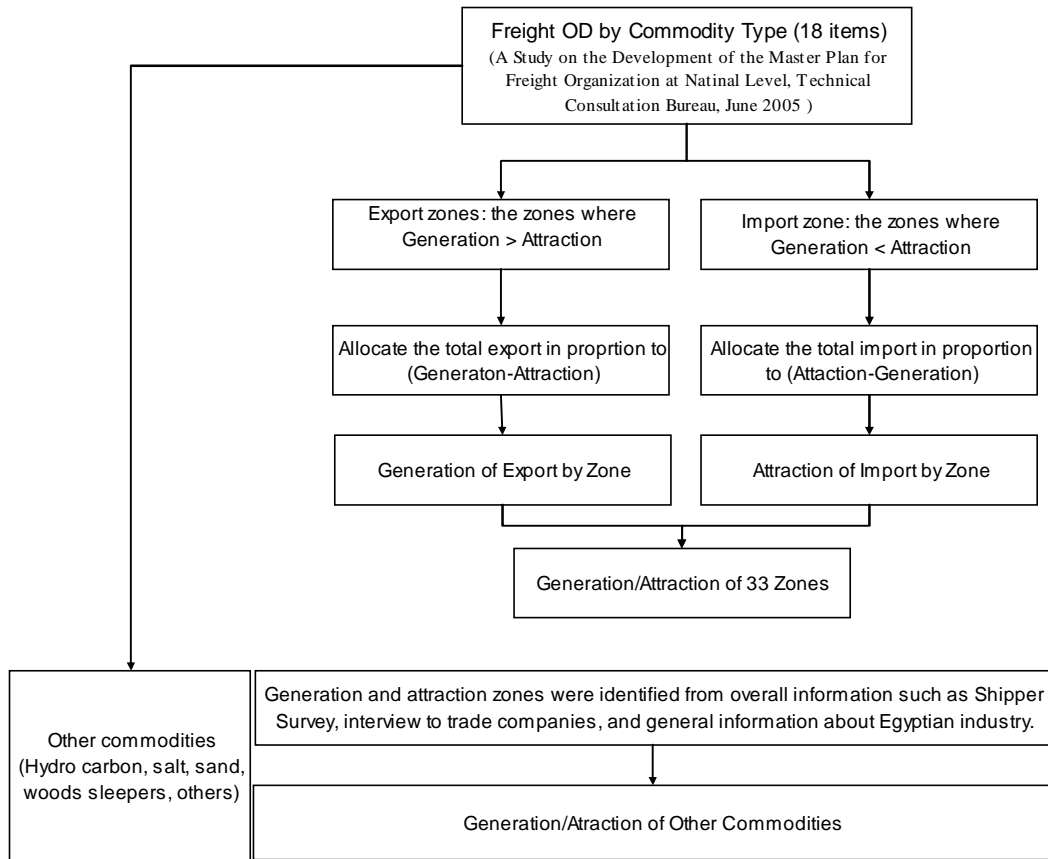 Freight OD by Commodity Type (18 items)
(A Study on the Development of the Master Plan for
Freight Organization at Natinal Level, Technical
Consultation Bureau, June 2005 )
Export zones: the zones where
Generation > Attraction
Import zone: the zones where
Generation < Attraction
Allocate the total export in proprtion to
(Generaton-Attraction)
Allocate the total import in proportion
to (Attaction-Generation)
Generation of Export by Zone
Attraction of Import by Zone
Generation/Attraction of 33 Zones
Other commodities
(Hydro carbon, salt, sand,
woods sleepers, others)
Generation and attraction zones were identified from overall information such as Shipper
Survey, interview to trade companies, and general information about Egyptian industry.
Generation/Atraction of Other Commodities